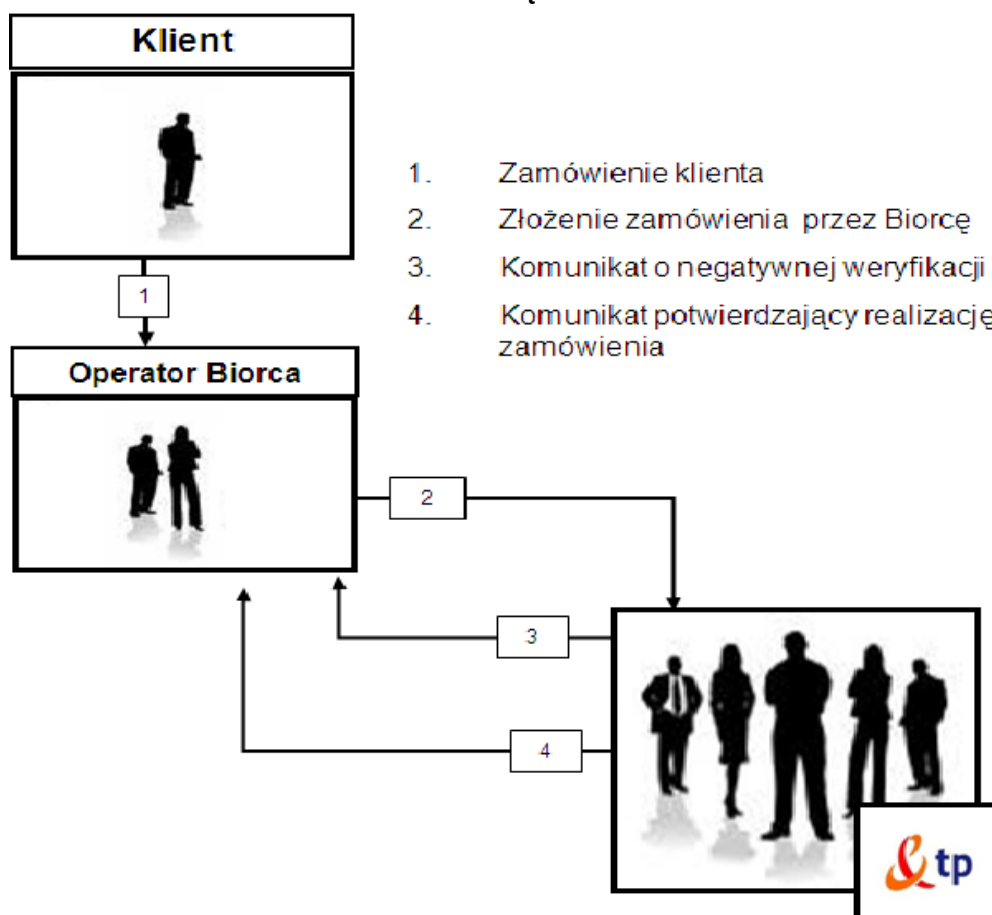 Klient
1. Zamówienie klienta
2. Złożenie zamówienia przez Biorcę
3. Komunikat o negatywnej weryfikacji
4. Komunikat potwierdzający realizację
zamówienia
1
Operator Biorca
2
3
4
tp